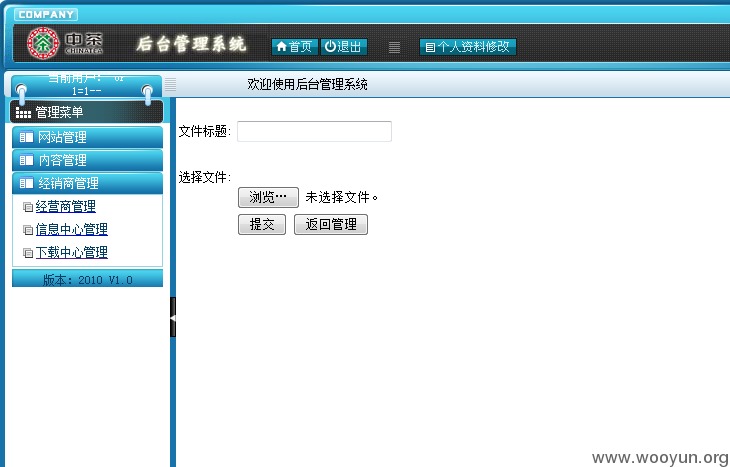 COMPANY
中茶
CHINATEA
后台管理系统
首页
退出
个人资料修改
当前用户: ' or
1=1--
欢迎使用后台管理系统
管理菜单
网站管理
内容管理
经销商管理
经营商管理
信息中心管理
下载中心管理
版本: 2010 V1.0
文件标题:
选择文件:
浏览… 未选择文件。
提交 返回管理
www.wooyun.org